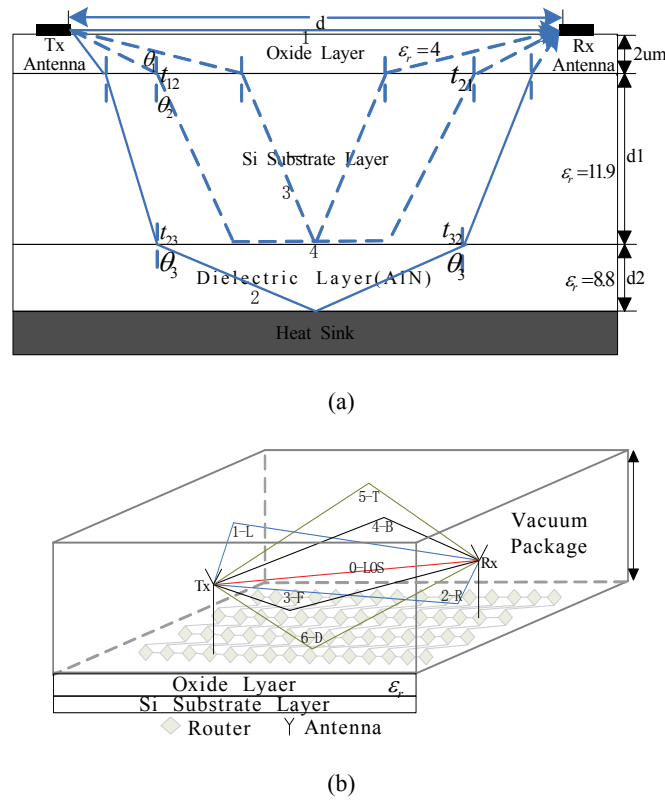 d
Tx
Antenna
1
Oxide Layer
εr=4
Rx
Antenna
2um
θ1
t12
t21
θ2
Si Substrate Layer
εr=11.9
d1
3
t23
4
t32
θ3
Dielectric Layer(AlN)
θ3
εr=8.8
d2
2
Heat Sink
(a)
5-T
1-L
4-B
Vacuum
Package
0-LOS
Tx
Rx
3-F
2-R
6-D
Oxide Lyaer
εr
Si Substrate Layer
Router
Antenna
(b)